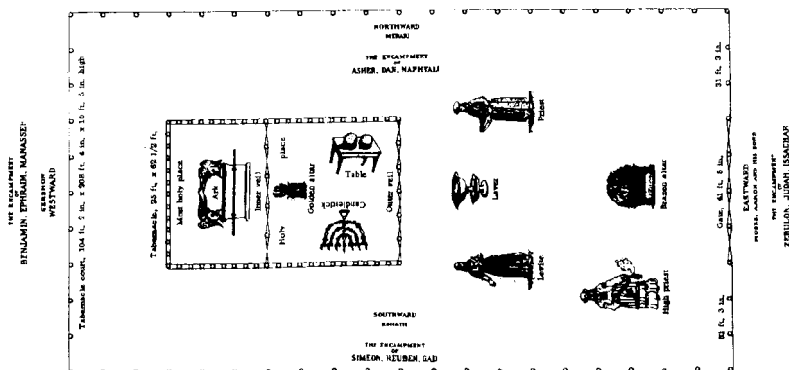 NORTHWARD
MERARI
THE ENCAMPMENT
OF
ASHER, DAN, NAPHTALI
THE ENCAMPMENT
OF
BENJAMIN, EPHRAIM, MANASSEH
GERSHON
WESTWARD
Tabernacle court, 104 ft, 2 in, x 208 ft, 4 in, x 10 ft, 5 in, high
Tabernacle, 25 ft, x 62 1/2 ft,
Most holy place
Ark
Inner veil
Holy place
Golden altar
Table
Candlestick
Outer veil
Priest
Laver
Levite
Brazen altar
High priest
31 ft, 3 in,
Gate, 41 ft, 8 in,
ft, 3 in,
EASTWARD
MOSES, AARON AND HIS SONS
THE ENCAMPMENT
OF
ZEBULON, JUDAH, ISSACHAR
SOUTHWARD
KOHATH
THE ENCAMPMENT
OF
SIMEON, REUBEN, GAD